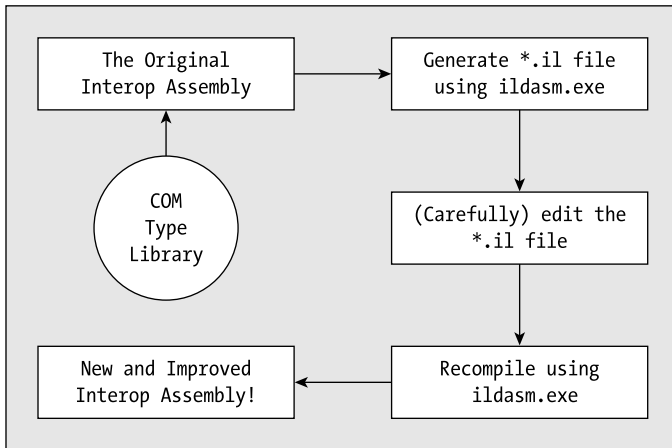 The Original
Interop Assembly
Generate *.il file
using ildasm.exe
COM
Type
Library
(Carefully) edit the
*.il file
New and Improved
Interop Assembly!
Recompile using
ildasm.exe